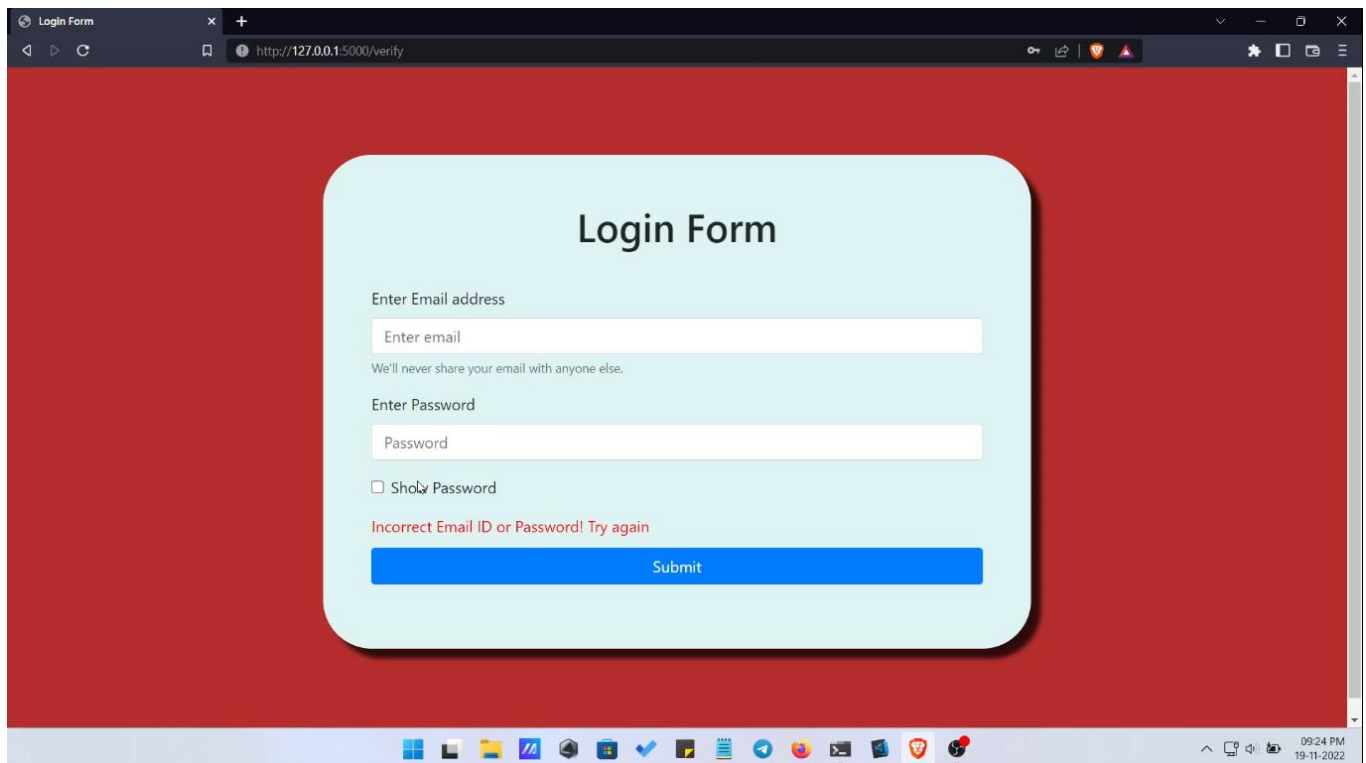 Login Form
http://127.0.0.1:5000/verify
Login Form
Enter Email address
Enter email
We'll never share your email with anyone else.
Enter Password
Password
Show Password
Incorrect Email ID or Password! Try again
Submit
09:24 PM
19-11-2022